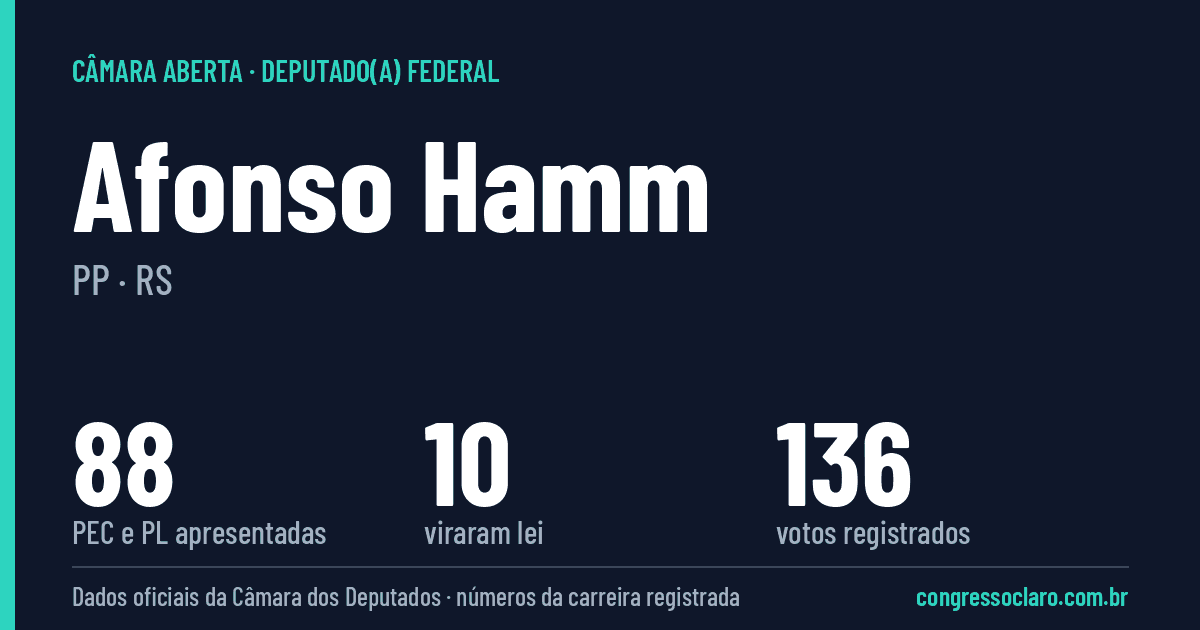 CÂMARA ABERTA · DEPUTADO(A) FEDERAL
Afonso Hamm
PP · RS
88 10 136
PEC e PL apresentadas viraram lei votos registrados
Dados oficiais da Câmara dos Deputados · números da carreira registrada congressoclaro.com.br